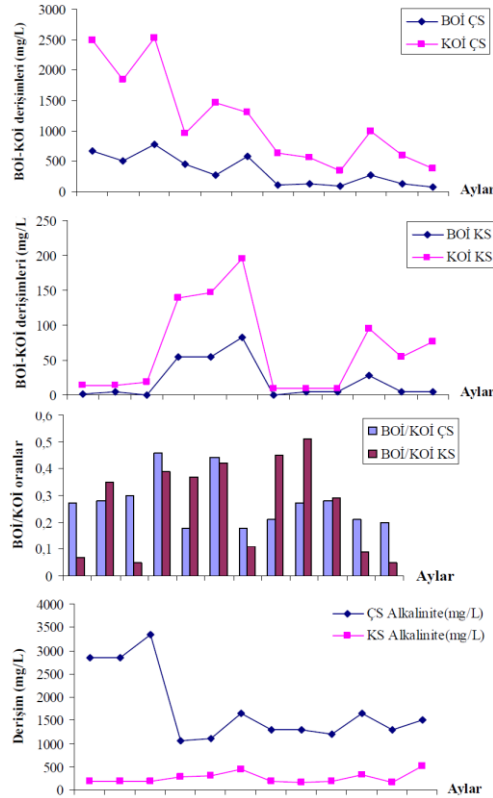 BOİ-KOİ derişimleri (mg/L)
3000
2500
2000
1500
1000
500
0
BOİ ÇS
KOİ ÇS
Aylar
BOİ-KOİ derişimleri (mg/L
250
200
150
100
50
0
BOİ KS
KOİ KS
Aylar
BOİ/KOİ oranlar
0,6
0,5
0,4
0,3
0,2
0,1
0
BOİ/KOİ ÇS
BOİ/KOİ KS
Aylar
Derişim (mg/L)
4000
3500
3000
2500
2000
1500
1000
500
0
ÇS Alkalinite(mg/L)
KS Alkalinite(mg/L)
Aylar